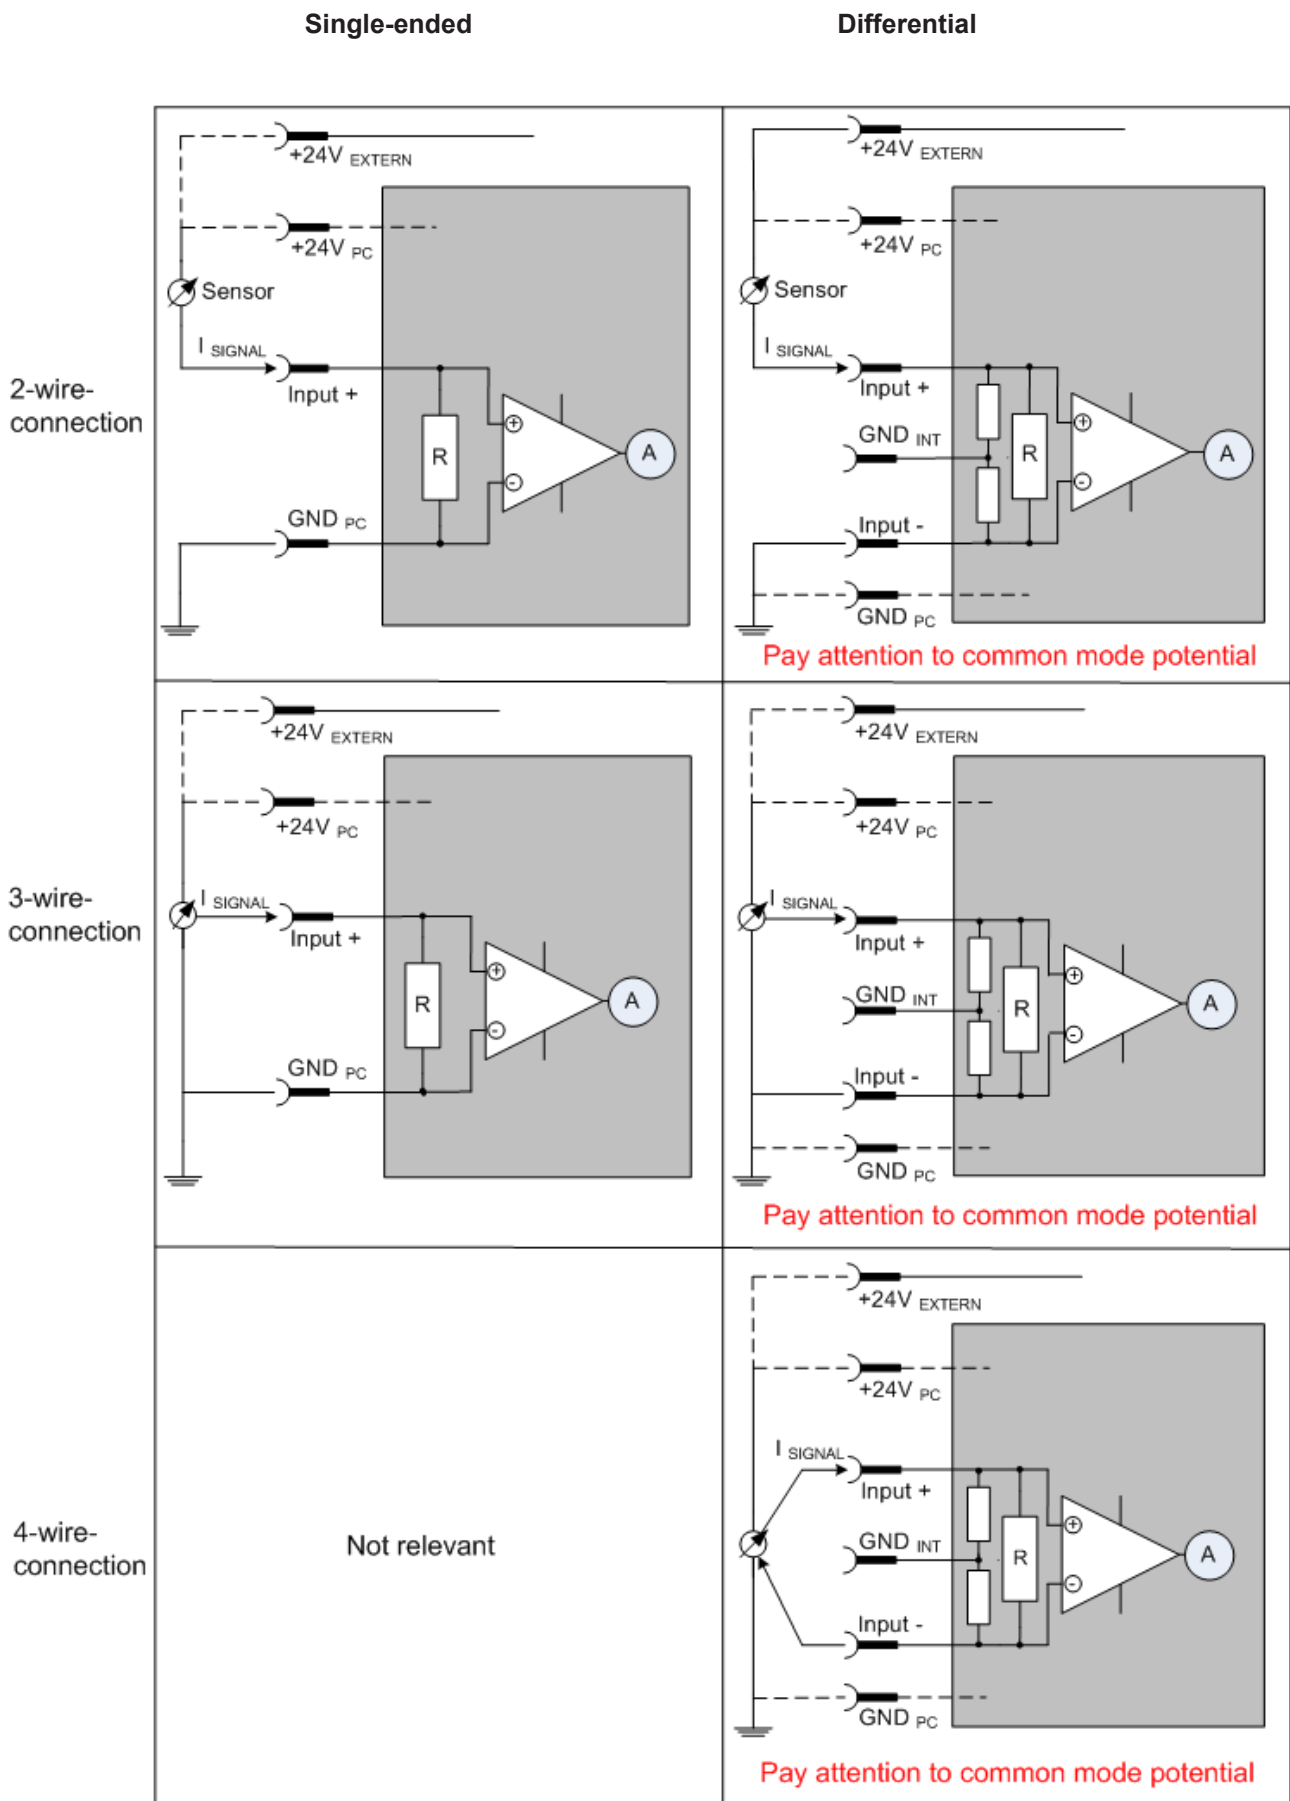 Single-ended
Differential
2-wire-
connection
+24V EXTERN
+24V PC
Sensor
I SIGNAL
Input +
R
+
-
A
GND PC
+24V EXTERN
+24V PC
Sensor
I SIGNAL
Input +
GND INT
R
+
-
A
Input -
GND PC
Pay attention to common mode potential
3-wire-
connection
+24V EXTERN
+24V PC
I SIGNAL
Input +
R
+
-
A
GND PC
+24V EXTERN
+24V PC
I SIGNAL
Input +
GND INT
R
+
-
A
Input -
GND PC
Pay attention to common mode potential
4-wire-
connection
Not relevant
+24V EXTERN
+24V PC
I SIGNAL
Input +
GND INT
R
+
-
A
Input -
GND PC
Pay attention to common mode potential